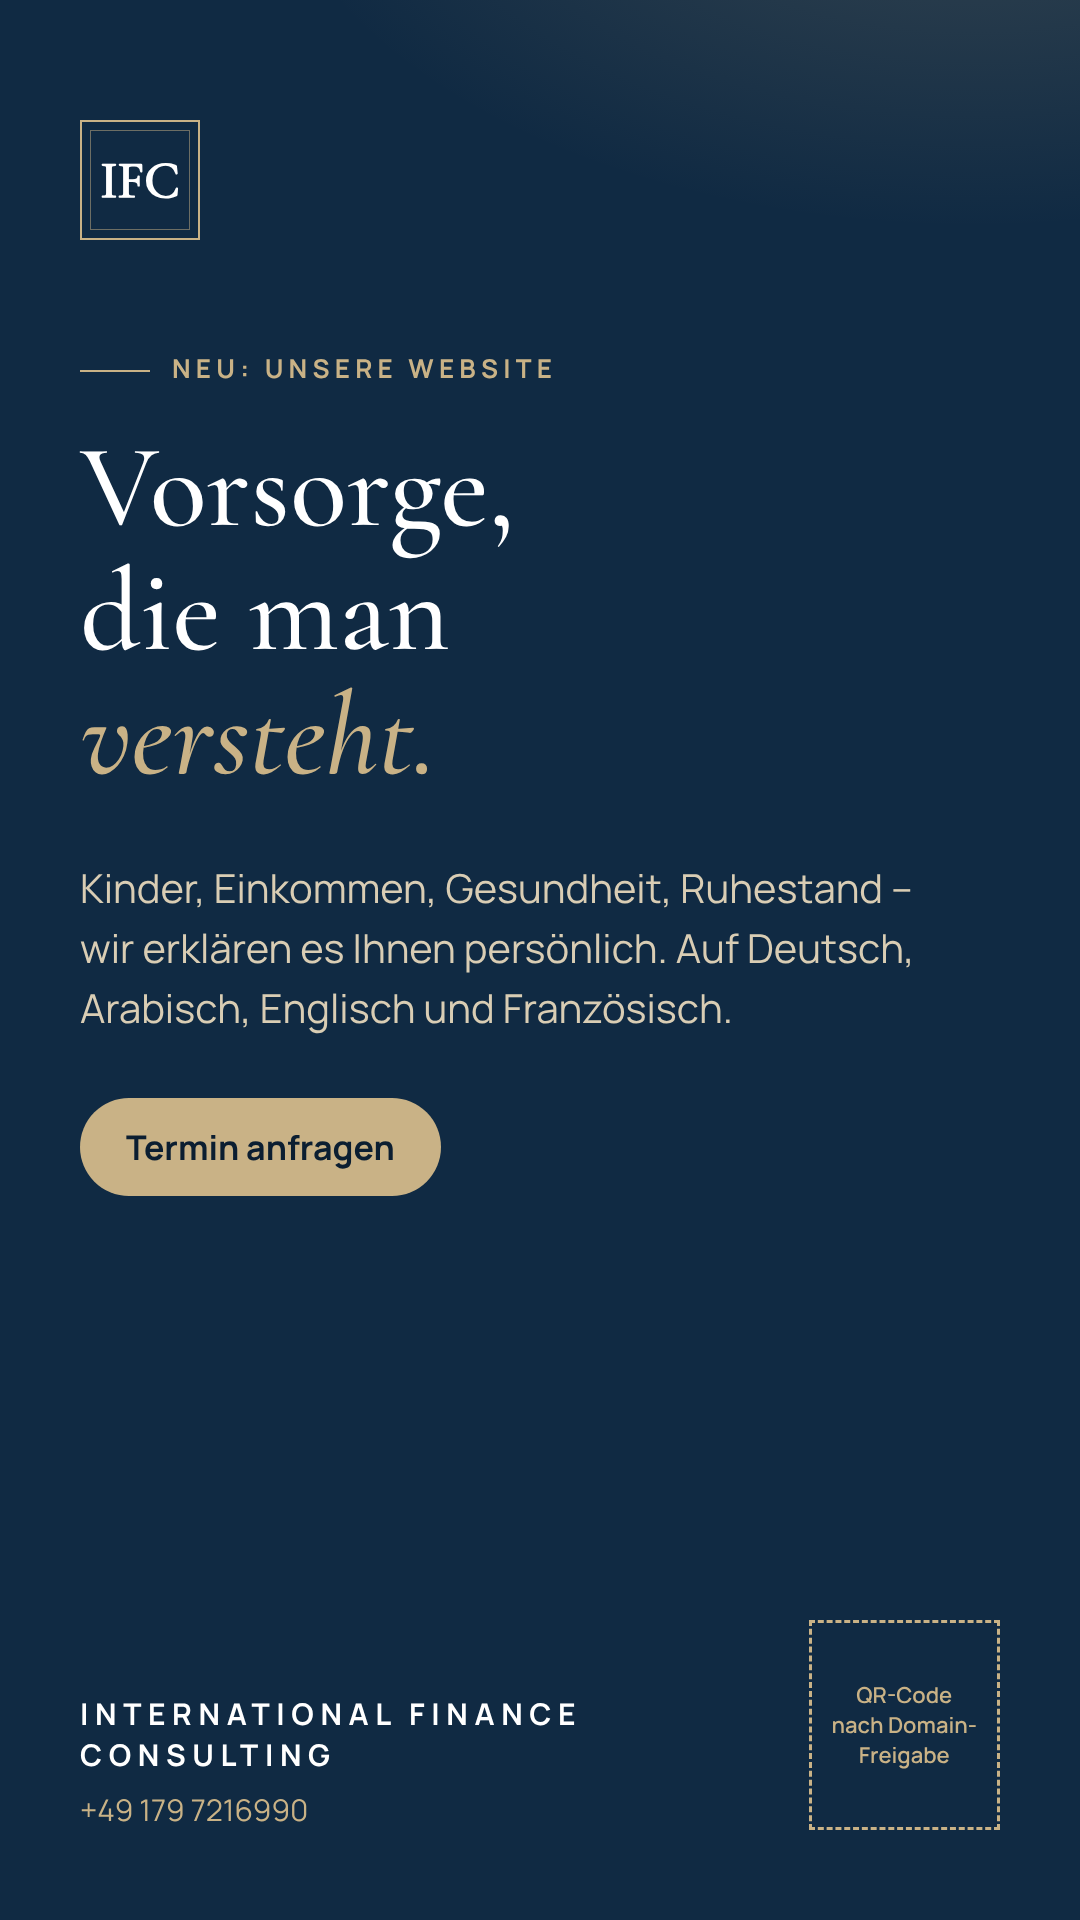 IFC
NEU: UNSERE WEBSITE
Vorsorge,
die man
versteht.
Kinder, Einkommen, Gesundheit, Ruhestand –
wir erklären es Ihnen persönlich. Auf Deutsch,
Arabisch, Englisch und Französisch.
Termin anfragen
INTERNATIONAL FINANCE
CONSULTING
+49 179 7216990
QR-Code
nach Domain-
Freigabe